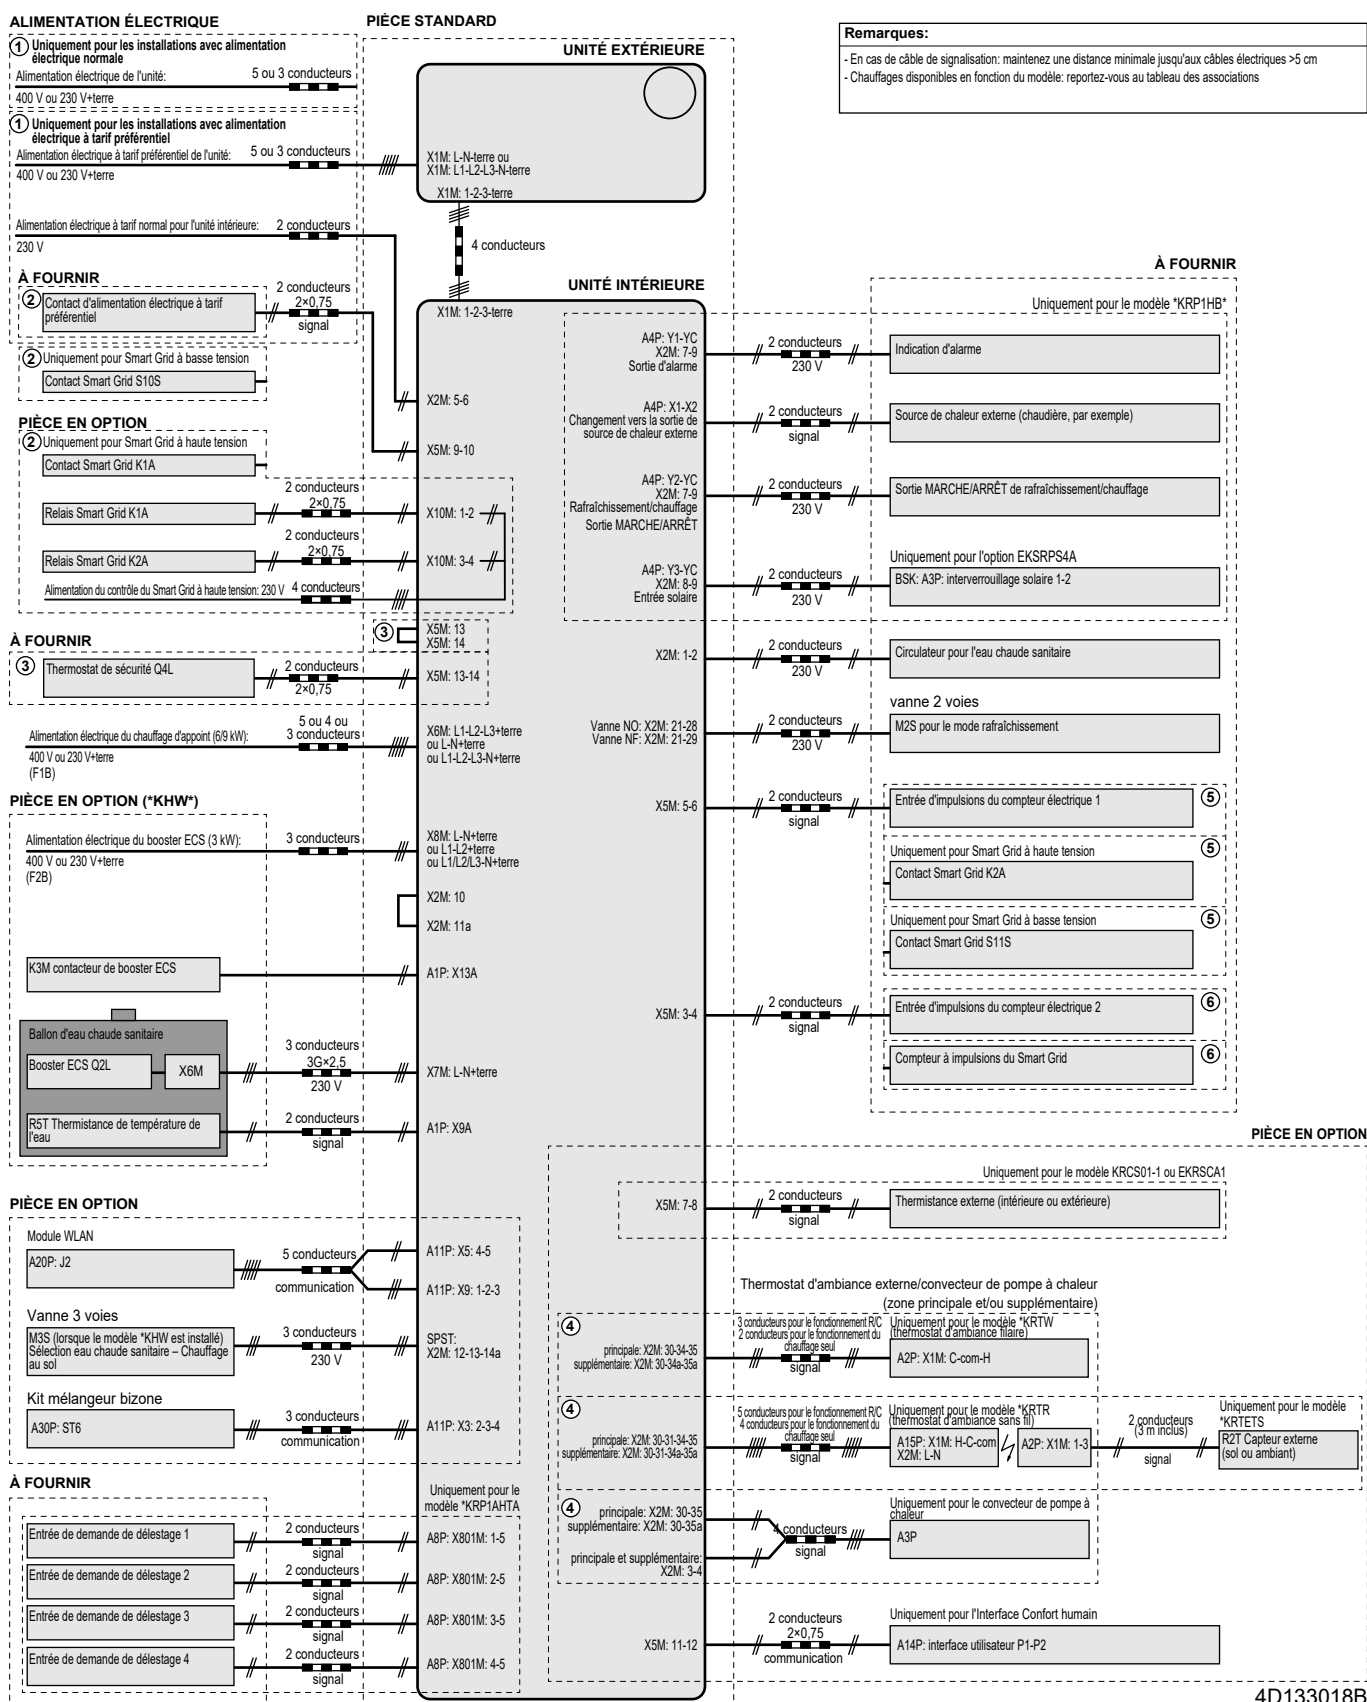 ALIMENTATION ÉLECTRIQUE
① Uniquement pour les installations avec alimentation
électrique normale
Alimentation électrique de l'unité:
5 ou 3 conducteurs
400 V ou 230 V+terre
① Uniquement pour les installations avec alimentation
électrique à tarif préférentiel
Alimentation électrique à tarif préférentiel de l'unité:
5 ou 3 conducteurs
400 V ou 230 V+terre
Alimentation électrique à tarif normal pour l'unité intérieure:
2 conducteurs
230 V
À FOURNIR
② Contact d'alimentation électrique à tarif
préférentiel
2 conducteurs
2×0,75
signal
② Uniquement pour Smart Grid à basse tension
Contact Smart Grid S10S
PIÈCE EN OPTION
② Uniquement pour Smart Grid à haute tension
Contact Smart Grid K1A
2 conducteurs
2×0,75
Relais Smart Grid K1A
2 conducteurs
2×0,75
Relais Smart Grid K2A
Alimentation du contrôle du Smart Grid à haute tension: 230 V
4 conducteurs
À FOURNIR
③ Thermostat de sécurité Q4L
2 conducteurs
2×0,75
5 ou 4 ou
3 conducteurs
Alimentation électrique du chauffage d'appoint (6/9 kW):
400 V ou 230 V+terre
(F1B)
PIÈCE EN OPTION (*KHW*)
Alimentation électrique du booster ECS (3 kW):
3 conducteurs
400 V ou 230 V+terre
(F2B)
K3M contacteur de booster ECS
Ballon d'eau chaude sanitaire
Booster ECS Q2L
X6M
3 conducteurs
3G×2,5
230 V
R5T Thermistance de température de
l'eau
2 conducteurs
signal
PIÈCE EN OPTION
Module WLAN
A20P: J2
5 conducteurs
communication
Vanne 3 voies
M3S (lorsque le modèle *KHW est installé)
Sélection eau chaude sanitaire – Chauffage
au sol
3 conducteurs
230 V
Kit mélangeur bizone
A30P: ST6
3 conducteurs
communication
À FOURNIR
Entrée de demande de délestage 1
2 conducteurs
signal
Entrée de demande de délestage 2
2 conducteurs
signal
Entrée de demande de délestage 3
2 conducteurs
signal
Entrée de demande de délestage 4
2 conducteurs
signal
PIÈCE STANDARD
UNITÉ EXTÉRIEURE
X1M: L-N-terre ou
X1M: L1-L2-L3-N-terre
X1M: 1-2-3-terre
4 conducteurs
UNITÉ INTÉRIEURE
X1M: 1-2-3-terre
X2M: 5-6
X5M: 9-10
X10M: 1-2
X10M: 3-4
③
X5M: 13
X5M: 14
X5M: 13-14
X6M: L1-L2-L3+terre
ou L-N+terre
ou L1-L2-L3-N+terre
X8M: L-N+terre
ou L1-L2+terre
ou L1/L2/L3-N+terre
X2M: 10
X2M: 11a
A1P: X13A
X7M: L-N+terre
A1P: X9A
A11P: X5: 4-5
A11P: X9: 1-2-3
SPST:
X2M: 12-13-14a
A11P: X3: 2-3-4
Uniquement pour le
modèle *KRP1AHTA
A8P: X801M: 1-5
A8P: X801M: 2-5
A8P: X801M: 3-5
A8P: X801M: 4-5
Remarques:
- En cas de câble de signalisation: maintenez une distance minimale jusqu'aux câbles électriques >5 cm
- Chauffages disponibles en fonction du modèle: reportez-vous au tableau des associations
À FOURNIR
Uniquement pour le modèle *KRP1HB*
A4P: Y1-YC
X2M: 7-9
Sortie d'alarme
2 conducteurs
230 V
Indication d'alarme
A4P: X1-X2
Changement vers la sortie de
source de chaleur externe
2 conducteurs
signal
Source de chaleur externe (chaudière, par exemple)
A4P: Y2-YC
X2M: 7-9
Rafraîchissement/chauffage
Sortie MARCHE/ARRÊT
2 conducteurs
230 V
Sortie MARCHE/ARRÊT de rafraîchissement/chauffage
Uniquement pour l'option EKSRPS4A
A4P: Y3-YC
X2M: 8-9
Entrée solaire
2 conducteurs
230 V
BSK: A3P: interverrouillage solaire 1-2
X2M: 1-2
2 conducteurs
230 V
Circulateur pour l'eau chaude sanitaire
vanne 2 voies
Vanne NO: X2M: 21-28
Vanne NF: X2M: 21-29
2 conducteurs
230 V
M2S pour le mode rafraîchissement
X5M: 5-6
2 conducteurs
signal
Entrée d'impulsions du compteur électrique 1 ⑤
Uniquement pour Smart Grid à haute tension ⑤
Contact Smart Grid K2A
Uniquement pour Smart Grid à basse tension ⑤
Contact Smart Grid S11S
X5M: 3-4
2 conducteurs
signal
Entrée d'impulsions du compteur électrique 2 ⑥
Compteur à impulsions du Smart Grid ⑥
PIÈCE EN OPTION
Uniquement pour le modèle KRCS01-1 ou EKRSCA1
X5M: 7-8
2 conducteurs
signal
Thermistance externe (intérieure ou extérieure)
Thermostat d'ambiance externe/convecteur de pompe à chaleur
(zone principale et/ou supplémentaire)
④
principale: X2M: 30-34-35
supplémentaire: X2M: 30-34a-35a
3 conducteurs pour le fonctionnement R/C
2 conducteurs pour le fonctionnement du
chauffage seul
signal
Uniquement pour le modèle *KRTW
(thermostat d'ambiance filaire)
A2P: X1M: C-com-H
④
principale: X2M: 30-31-34-35
supplémentaire: X2M: 30-31-34a-35a
5 conducteurs pour le fonctionnement R/C
4 conducteurs pour le fonctionnement du
chauffage seul
signal
Uniquement pour le modèle *KRTR
(thermostat d'ambiance sans fil)
A15P: X1M: H-C-com
X2M: L-N
A2P: X1M: 1-3
2 conducteurs
(3 m inclus)
signal
Uniquement pour le modèle
*KRTETS
R2T Capteur externe
(sol ou ambiant)
④
principale: X2M: 30-35
supplémentaire: X2M: 30-35a
principale et supplémentaire:
X2M: 3-4
4 conducteurs
signal
Uniquement pour le convecteur de pompe à
chaleur
A3P
X5M: 11-12
2 conducteurs
2×0,75
communication
Uniquement pour l'Interface Confort humain
A14P: interface utilisateur P1-P2
4D133018B